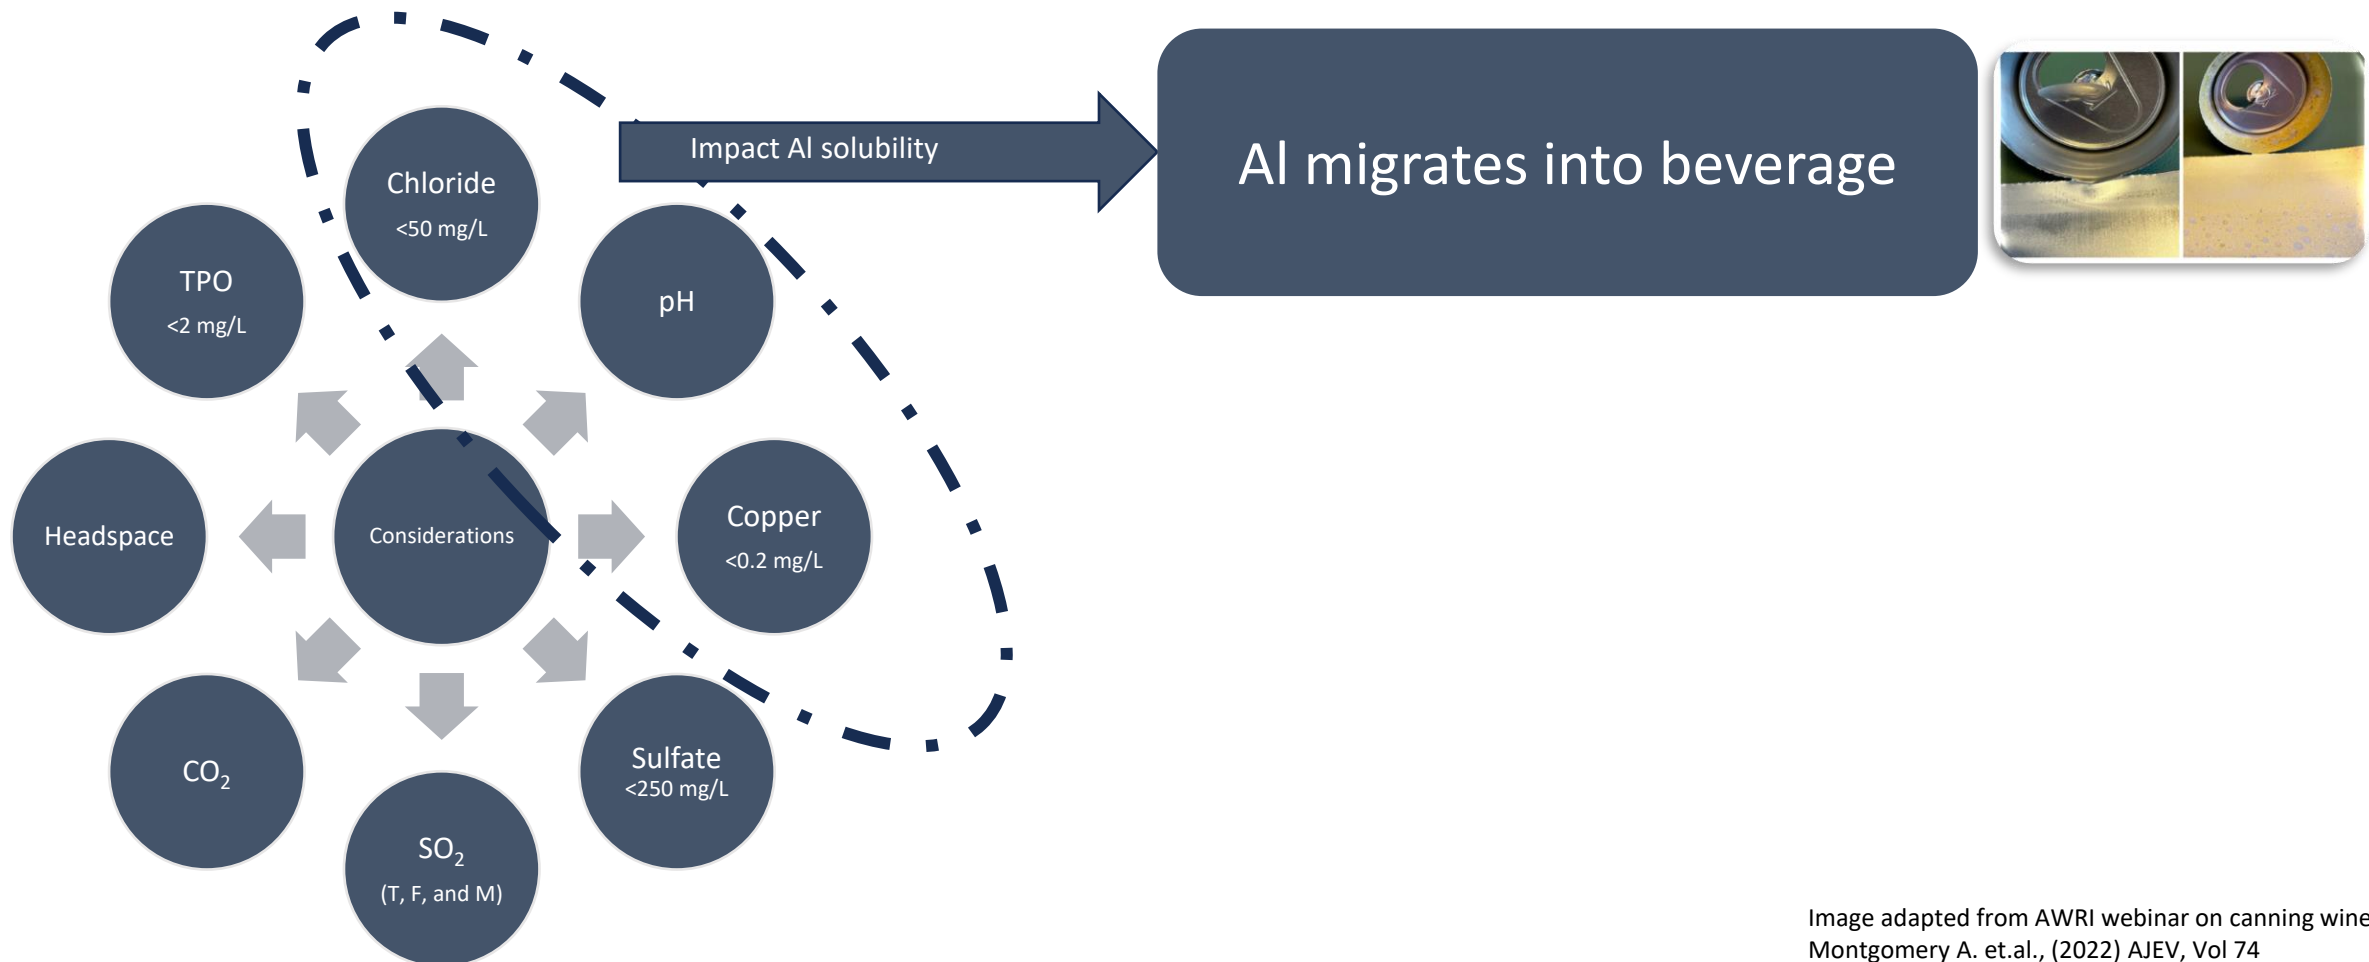 Chloride
<50 mg/L
pH
Copper
<0.2 mg/L
Sulfate
<250 mg/L
SO₂
(T, F, and M)
CO₂
Headspace
TPO
<2 mg/L
Considerations
Impact Al solubility
Al migrates into beverage
Image adapted from AWRI webinar on canning wine
Montgomery A. et.al., (2022) AJEV, Vol 74